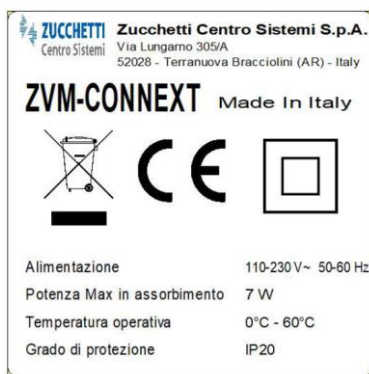 ZUCCHETTI
Centro Sistemi
Zucchetti Centro Sistemi S.p.A.
Via Lungarno 305/A
52028 - Terranuova Bracciolini (AR) - Italy
ZVM-CONNEXT Made In Italy
CE
Alimentazione 110-230 V~ 50-60 Hz
Potenza Max in assorbimento 7 W
Temperatura operativa 0°C - 60°C
Grado di protezione IP20